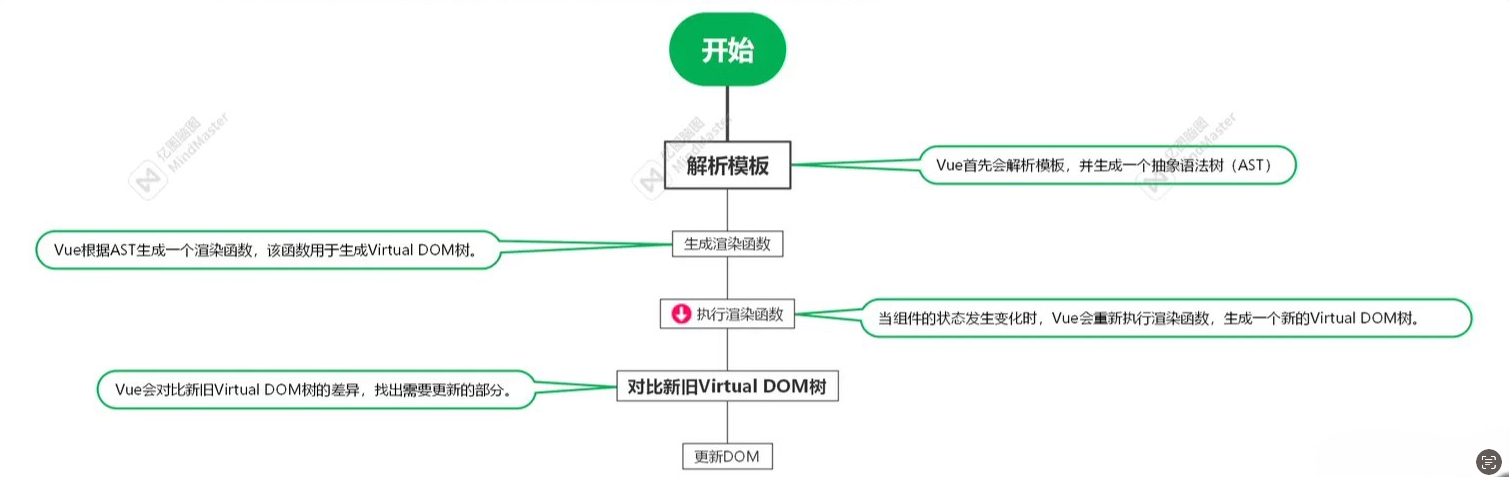 开始
亿图脑图
MindMaster
亿图脑图
MindMaster
亿图脑图
MindMaster
解析模板
Vue首先会解析模板，并生成一个抽象语法树（AST）
Vue根据AST生成一个渲染函数，该函数用于生成Virtual DOM树。
生成渲染函数
执行渲染函数
当组件的状态发生变化时，Vue会重新执行渲染函数，生成一个新的Virtual DOM树。
Vue会对比新旧Virtual DOM树的差异，找出需要更新的部分。
对比新旧Virtual DOM树
更新DOM